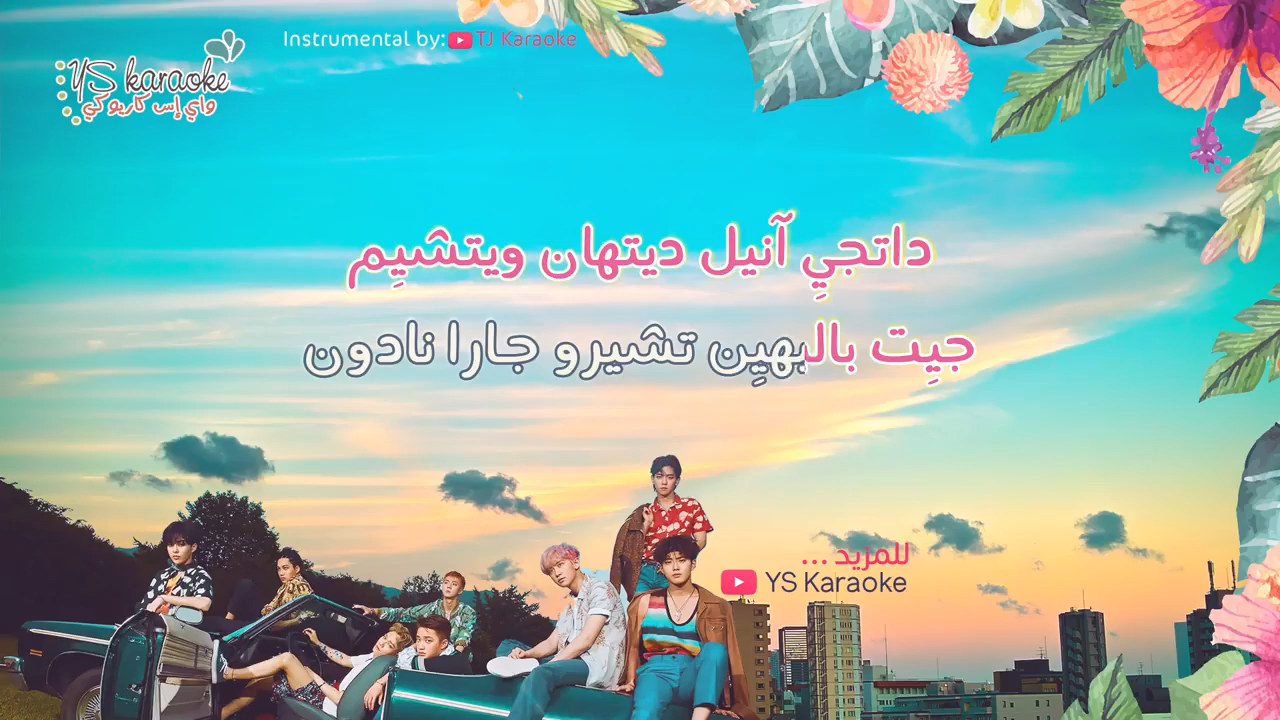 Instrumental by: TJ Karaoke
YS karaoke
واي إس كاريوكي
داتجيِ آنيل ديتهان ويتشيِم
جيِت بالبهيِن تشيرو جارا نادون
للمزيد ...
YS Karaoke